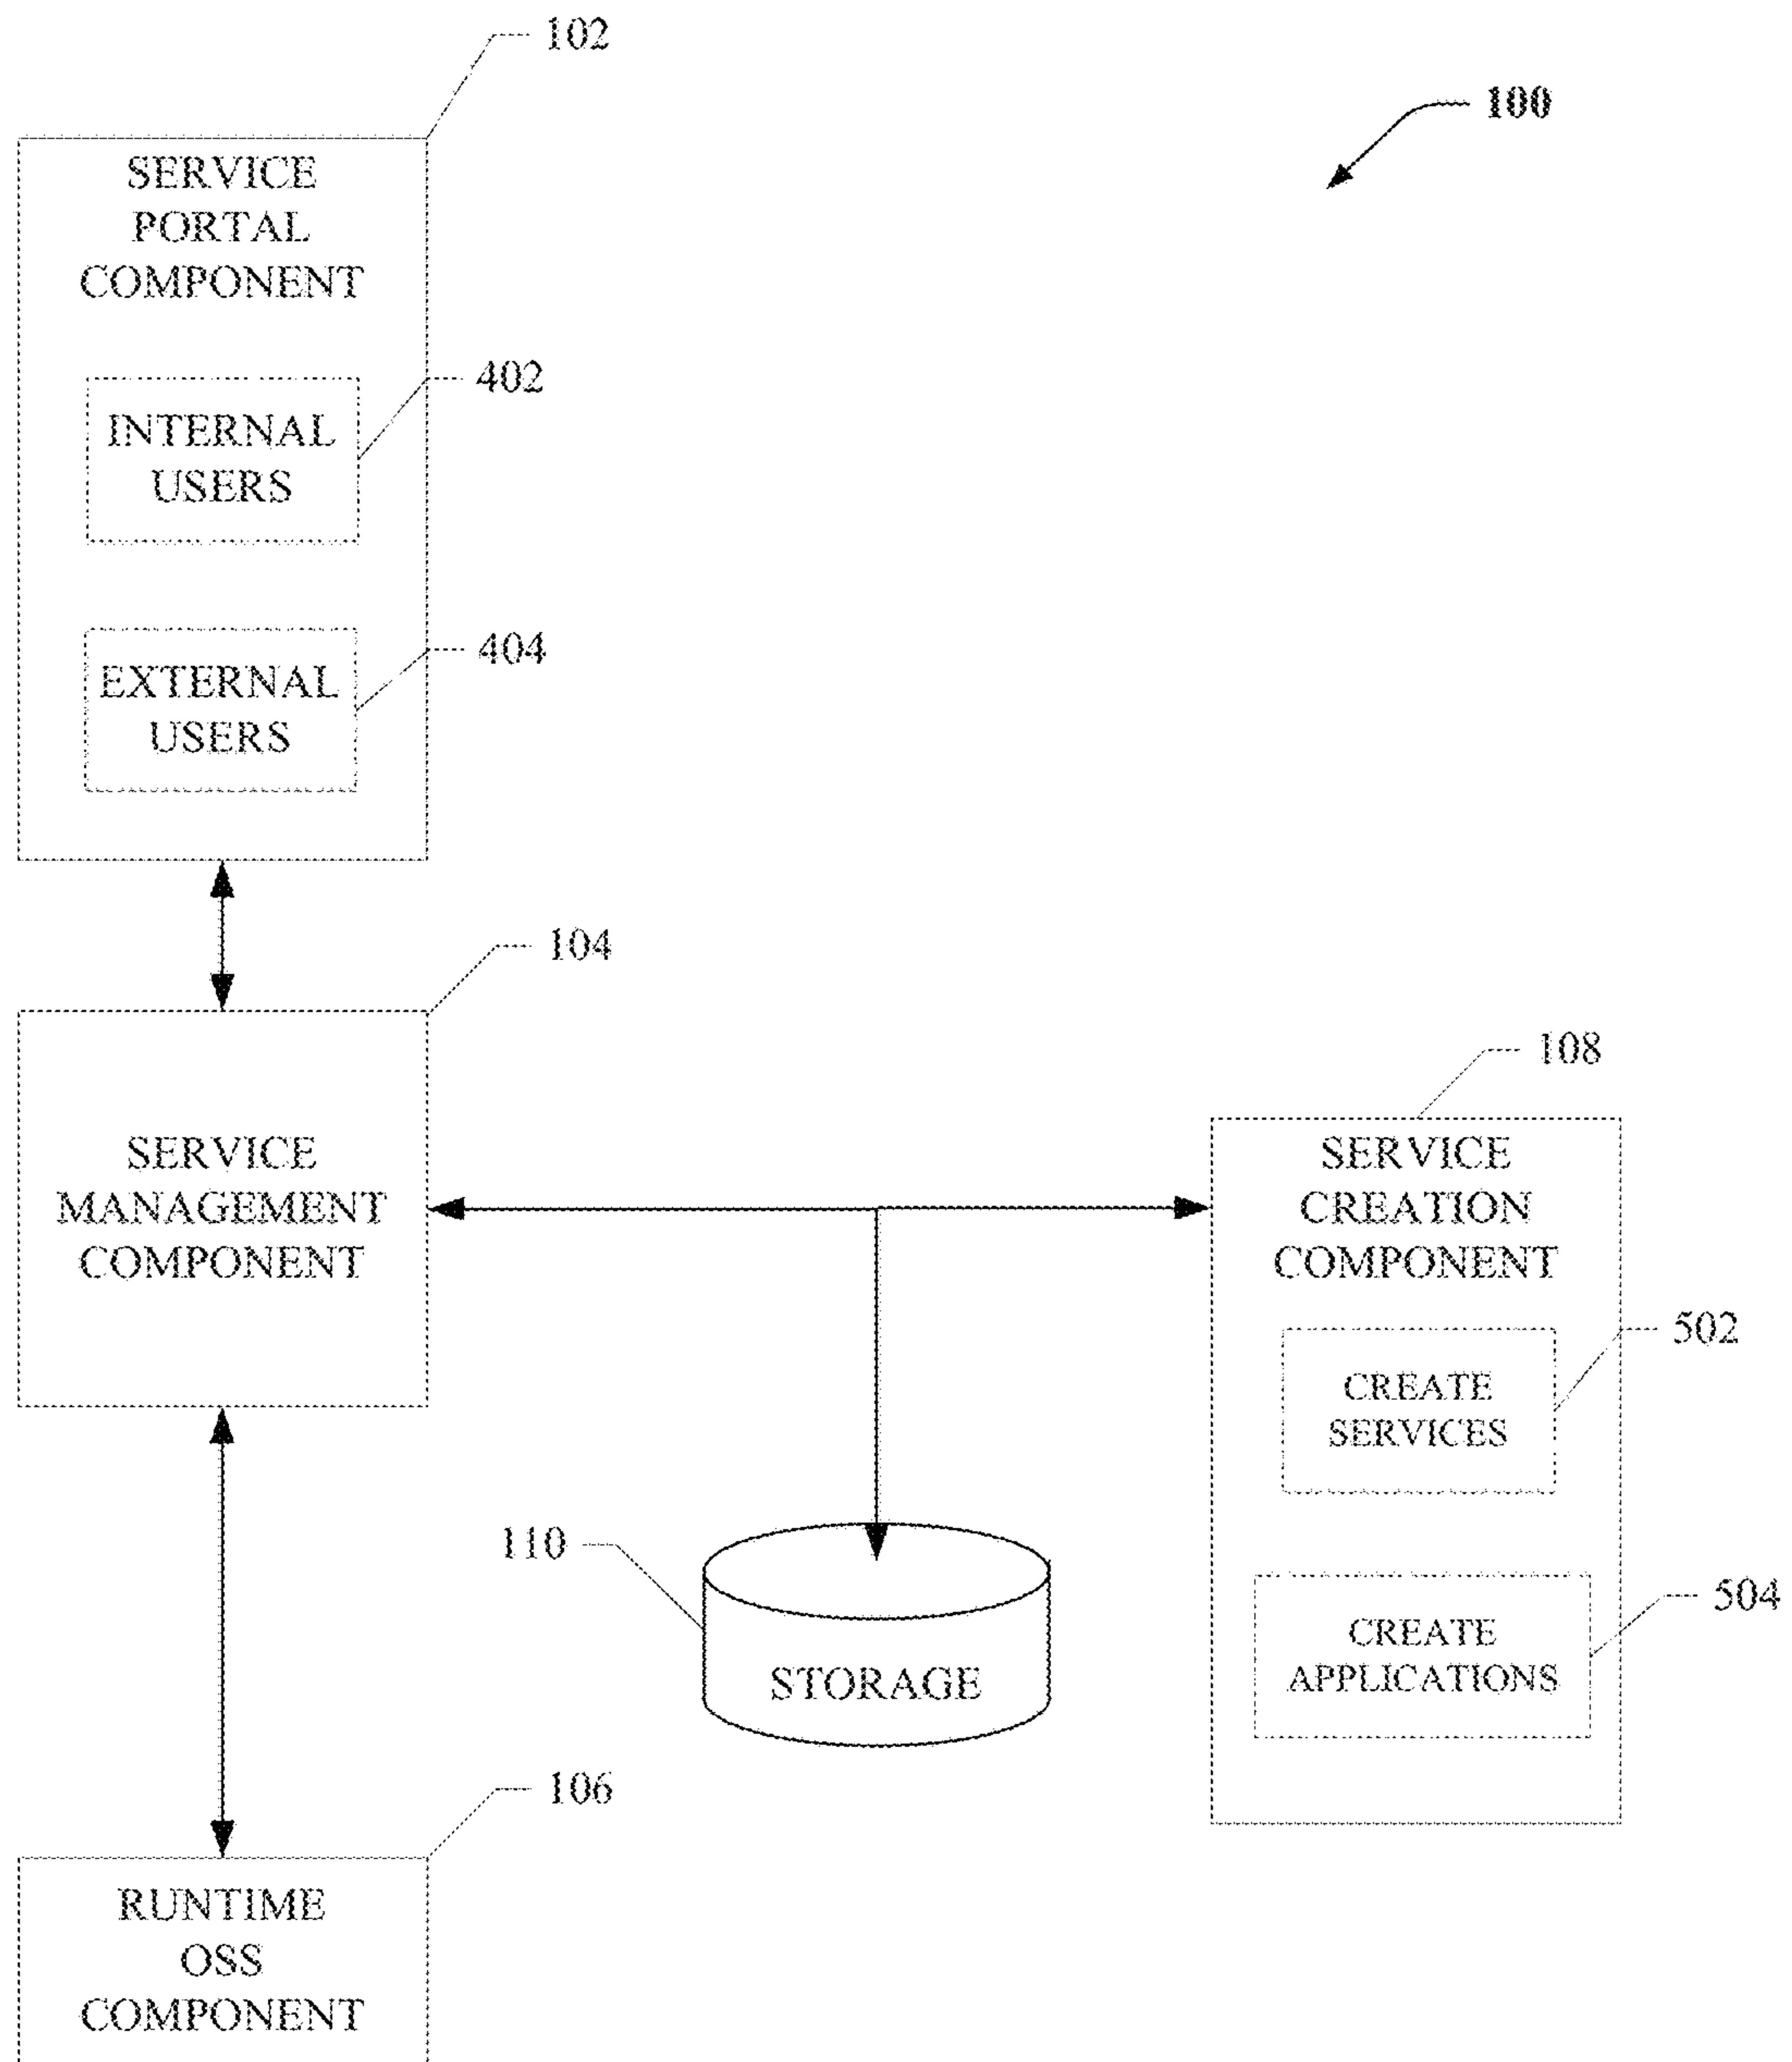 102
100
SERVICE
PORTAL
COMPONENT
402
INTERNAL
USERS
404
EXTERNAL
USERS
104
SERVICE
MANAGEMENT
COMPONENT
108
SERVICE
CREATION
COMPONENT
502
CREATE
SERVICES
110
STORAGE
504
CREATE
APPLICATIONS
106
RUNTIME
OSS
COMPONENT